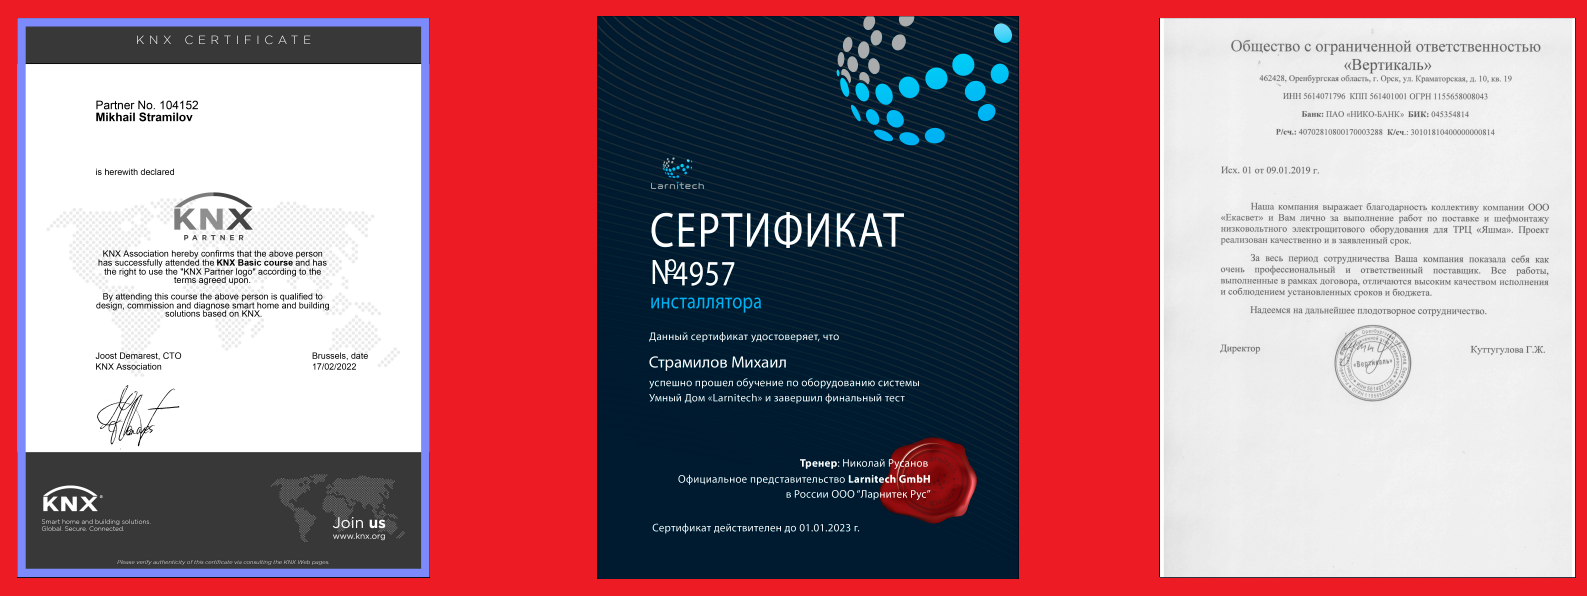 KNX CERTIFICATE
Partner No. 104152
Mikhail Stramilov
is herewith declared
KNX
PARTNER
KNX Association hereby confirms that the above person
has successfully attended the KNX Basic course and has
the right to use the "KNX Partner logo" according to the
terms agreed upon.
By attending this course the above person is qualified to
design, commission and diagnose smart home and building
solutions based on KNX.
Joost Demarest, CTO
KNX Association
Brussels, date
17/02/2022
KNX®
Smart home and building solutions.
Global. Secure. Connected.
Join us
www.knx.org
Please verify authenticity of this certificate via consulting the KNX Web pages.
Larnitech
СЕРТИФИКАТ
№4957
инсталлятора
Данный сертификат удостоверяет, что
Страмилов Михаил
успешно прошел обучение по оборудованию системы
Умный Дом «Larnitech» и завершил финальный тест
Тренер: Николай Русанов
Официальное представительство Larnitech GmbH
в России ООО "Ларнитек Рус"
Сертификат действителен до 01.01.2023 г.
Общество с ограниченной ответственностью
«Вертикаль»
462428, Оренбургская область, г. Орск, ул. Краматорская, д. 10, кв. 19
ИНН 5614071796 КПП 561401001 ОГРН 1155658008043
Банк: ПАО «НИКО-БАНК» БИК: 045354814
Р/сч.: 40702810800170003288 К/сч.: 30101810400000000814
Исх. 01 от 09.01.2019 г.
Наша компания выражает благодарность коллективу компании ООО
«Екасвет» и Вам лично за выполнение работ по поставке и шефмонтажу
низковольтного электрощитового оборудования для ТРЦ «Яшма». Проект
реализован качественно и в заявленный срок.
За весь период сотрудничества Ваша компания показала себя как
очень профессиональный и ответственный поставщик. Все работы,
выполненные в рамках договора, отличаются высоким качеством исполнения
и соблюдением установленных сроков и бюджета.
Надеемся на дальнейшее плодотворное сотрудничество.
Директор
«Вертикаль»
Куттугулова Г.Ж.